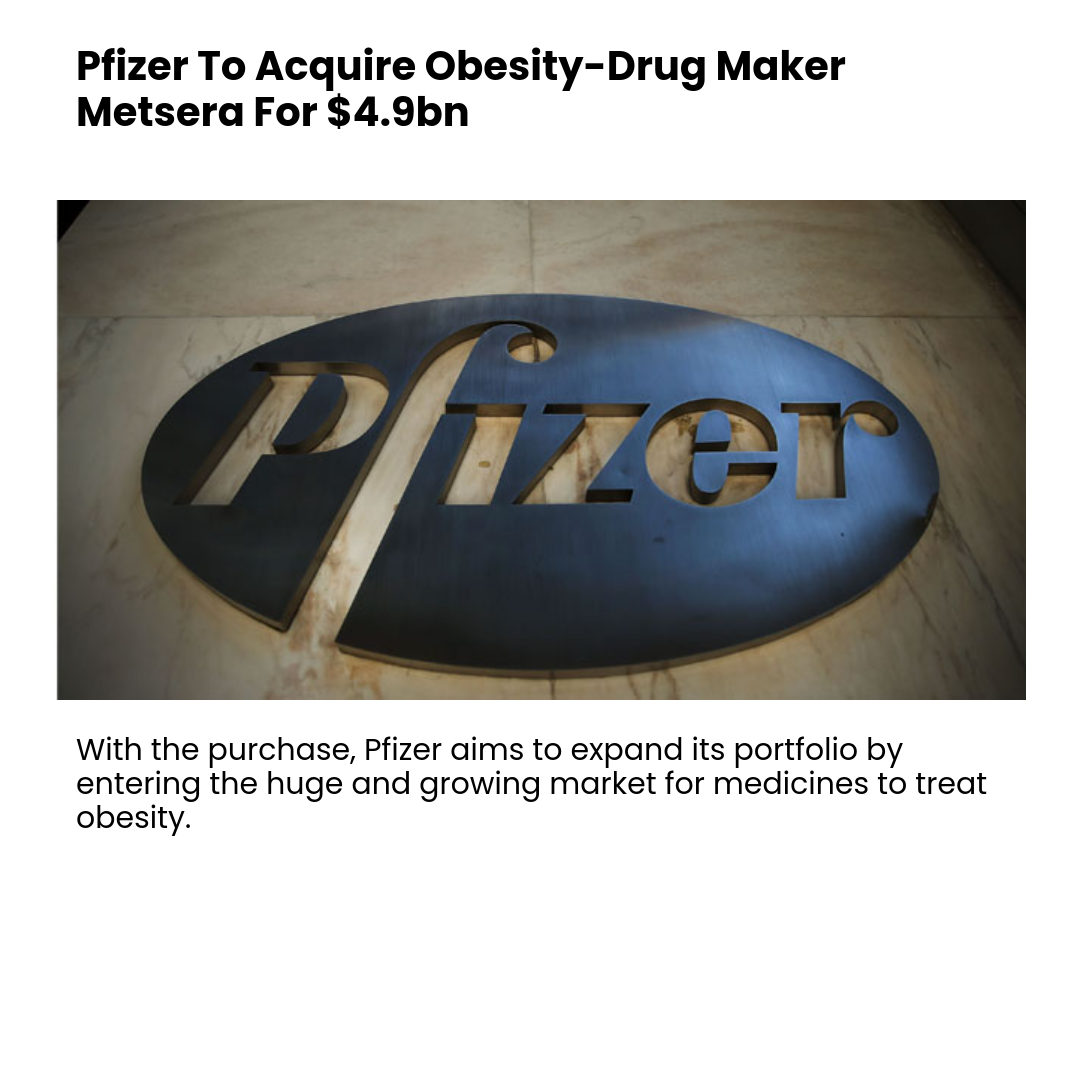 Pfizer To Acquire Obesity-Drug Maker
Metsera For $4.9bn
Pfizer
With the purchase, Pfizer aims to expand its portfolio by
entering the huge and growing market for medicines to treat
obesity.